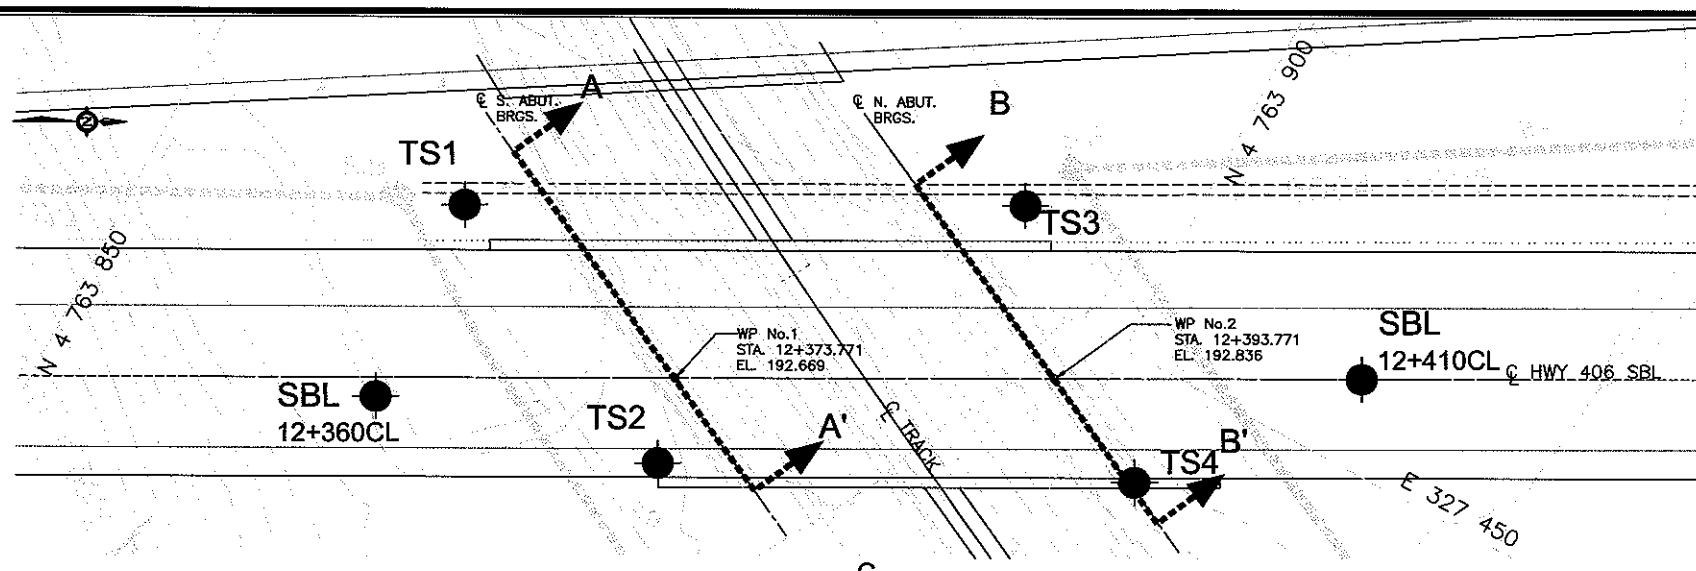 A
℄ S. ABUT.
BRGS.
℄ N. ABUT.
BRGS.
B
N 4 763 900
TS1
TS3
N 4 763 850
WP No.1
STA. 12+373.771
EL. 192.669
WP No.2
STA. 12+393.771
EL. 192.836
SBL
12+410CL
℄ HWY 406 SBL
SBL
12+360CL
TS2
A'
℄ TRACK
TS4
B'
E 327 450